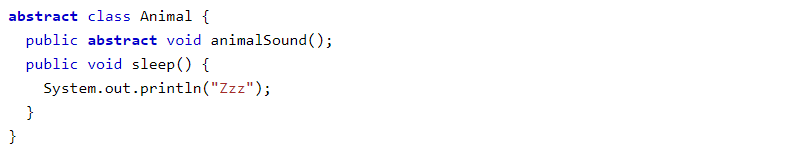 abstract class Animal {
  public abstract void animalSound();
  public void sleep() {
    System.out.println("Zzz");
  }
}